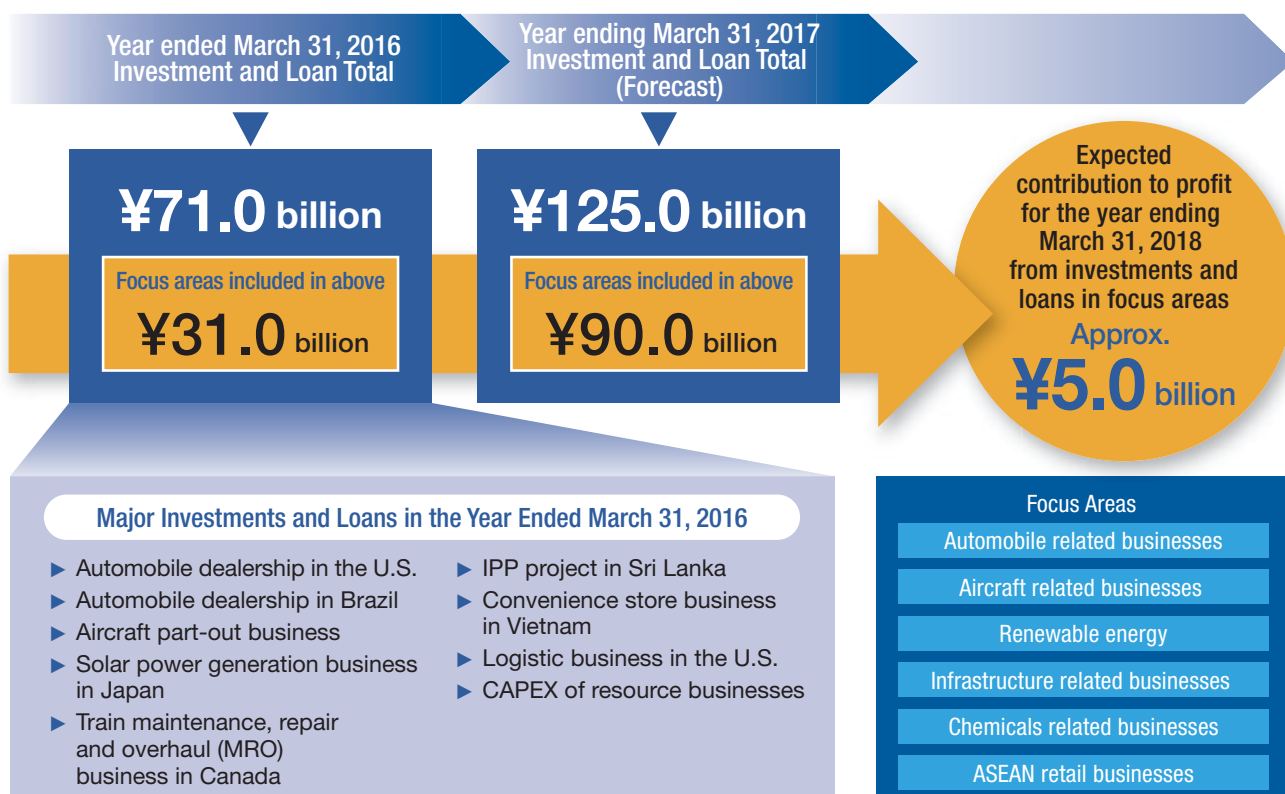 Year ended March 31, 2016
Investment and Loan Total
Year ending March 31, 2017
Investment and Loan Total
(Forecast)
¥71.0 billion
Focus areas included in above
¥31.0 billion
¥125.0 billion
Focus areas included in above
¥90.0 billion
Expected
contribution to profit
for the year ending
March 31, 2018
from investments and
loans in focus areas
Approx.
¥5.0 billion
Major Investments and Loans in the Year Ended March 31, 2016
▶ Automobile dealership in the U.S.
▶ Automobile dealership in Brazil
▶ Aircraft part-out business
▶ Solar power generation business
in Japan
▶ Train maintenance, repair
and overhaul (MRO)
business in Canada
▶ IPP project in Sri Lanka
▶ Convenience store business
in Vietnam
▶ Logistic business in the U.S.
▶ CAPEX of resource businesses
Focus Areas
Automobile related businesses
Aircraft related businesses
Renewable energy
Infrastructure related businesses
Chemicals related businesses
ASEAN retail businesses